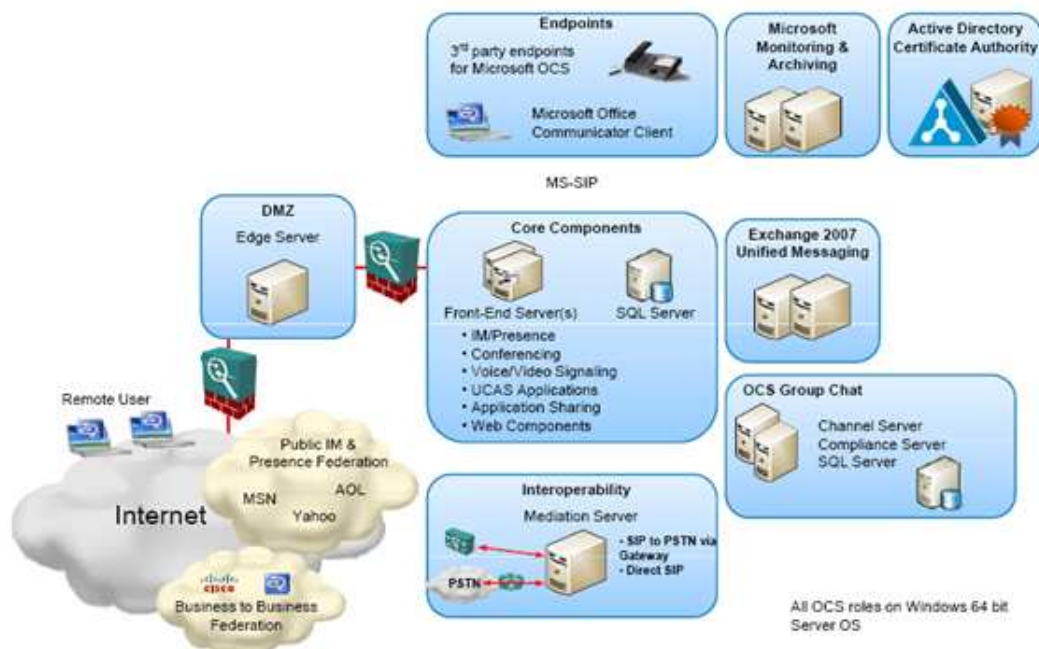 Endpoints
3rd party endpoints
for Microsoft OCS
Microsoft Office
Communicator Client
Microsoft
Monitoring &
Archiving
Active Directory
Certificate Authority
MS-SIP
DMZ
Edge Server
Core Components
Front-End Server(s)
SQL Server
• IM/Presence
• Conferencing
• Voice/Video Signaling
• UCAS Applications
• Application Sharing
• Web Components
Exchange 2007
Unified Messaging
OCS Group Chat
Channel Server
Compliance Server
SQL Server
Remote User
Internet
Public IM &
Presence Federation
MSN
AOL
Yahoo
cisco
Business to Business
Federation
Interoperability
Mediation Server
- SIP to PSTN via
Gateway
- Direct SIP
PSTN
All OCS roles on Windows 64 bit
Server OS